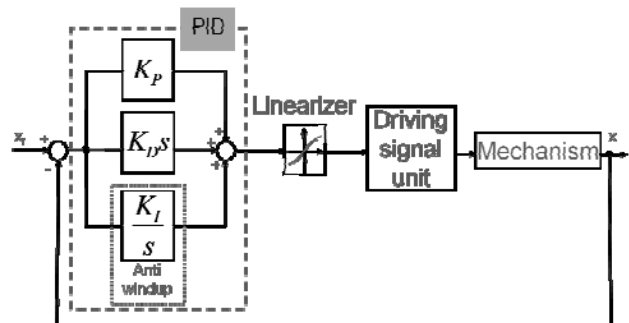 PID
K_P
Linearizer
x_r
+
-
K_D s
+
+
+
Driving
signal
unit
Mechanism
x
K_I
s
Anti
windup